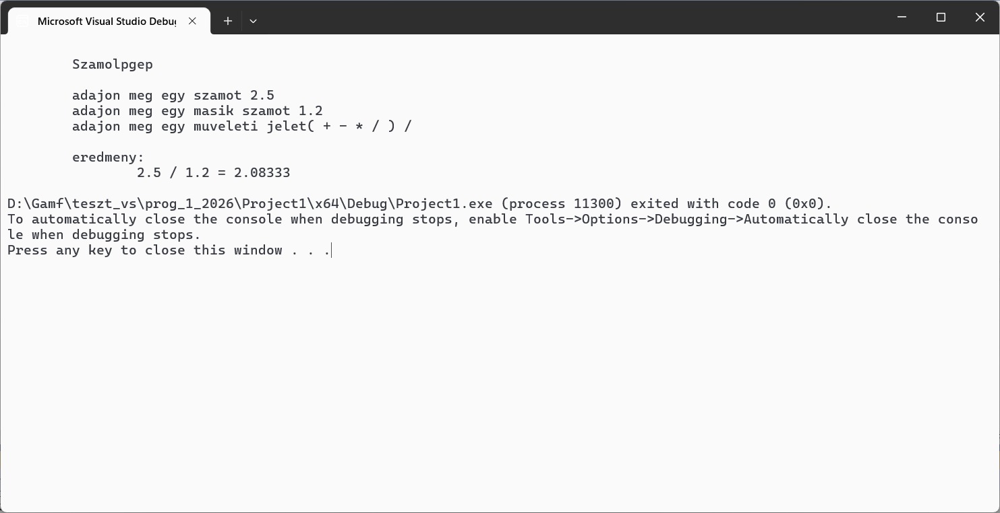 Microsoft Visual Studio Debu
Szamolpgep
adajon meg egy szamot 2.5
adajon meg egy masik szamot 1.2
adajon meg egy muveleti jelet( + - * / ) /
eredmeny:
2.5 / 1.2 = 2.08333
D:\Gamf\teszt_vs\prog_1_2026\Project1\x64\Debug\Project1.exe (process 11300) exited with code 0 (0x0).
To automatically close the console when debugging stops, enable Tools->Options->Debugging->Automatically close the conso
le when debugging stops.
Press any key to close this window . . .